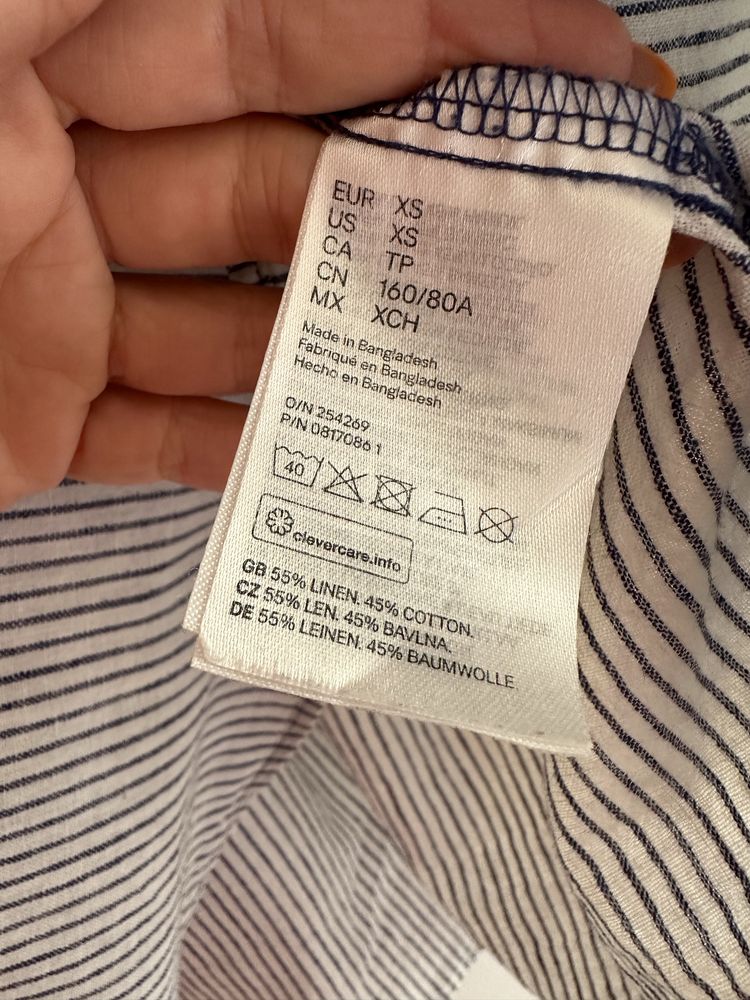 EUR XS
US XS
CA TP
CN 160/80A
MX XCH
Made in Bangladesh
Fabriqué en Bangladesh
Hecho en Bangladesh
O/N 254269
P/N 0817086 1
40
clevercare.info
GB 55% LINEN. 45% COTTON.
CZ 55% LEN. 45% BAVLNA.
DE 55% LEINEN. 45% BAUMWOLLE